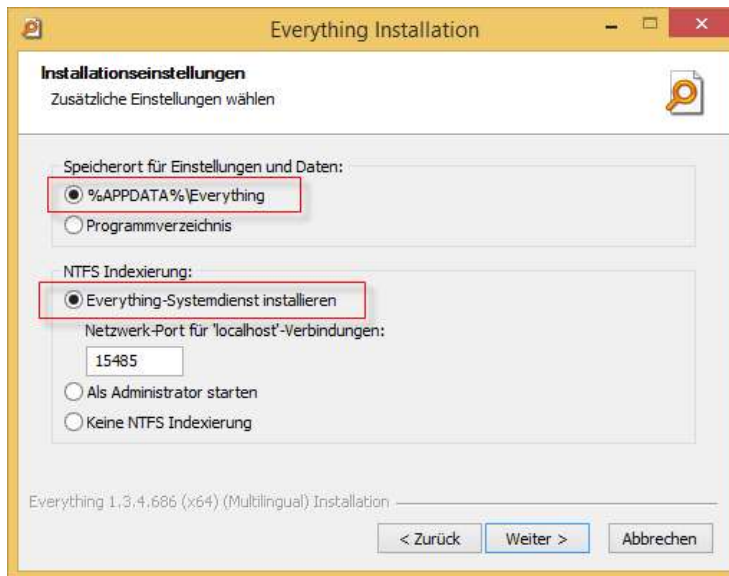 Everything Installation
Installationseinstellungen
Zusätzliche Einstellungen wählen
Speicherort für Einstellungen und Daten:
%APPDATA%\Everything
Programmverzeichnis
NTFS Indexierung:
Everything-Systemdienst installieren
Netzwerk-Port für 'localhost'-Verbindungen:
15485
Als Administrator starten
Keine NTFS Indexierung
Everything 1.3.4.686 (x64) (Multilingual) Installation
< Zurück Weiter > Abbrechen